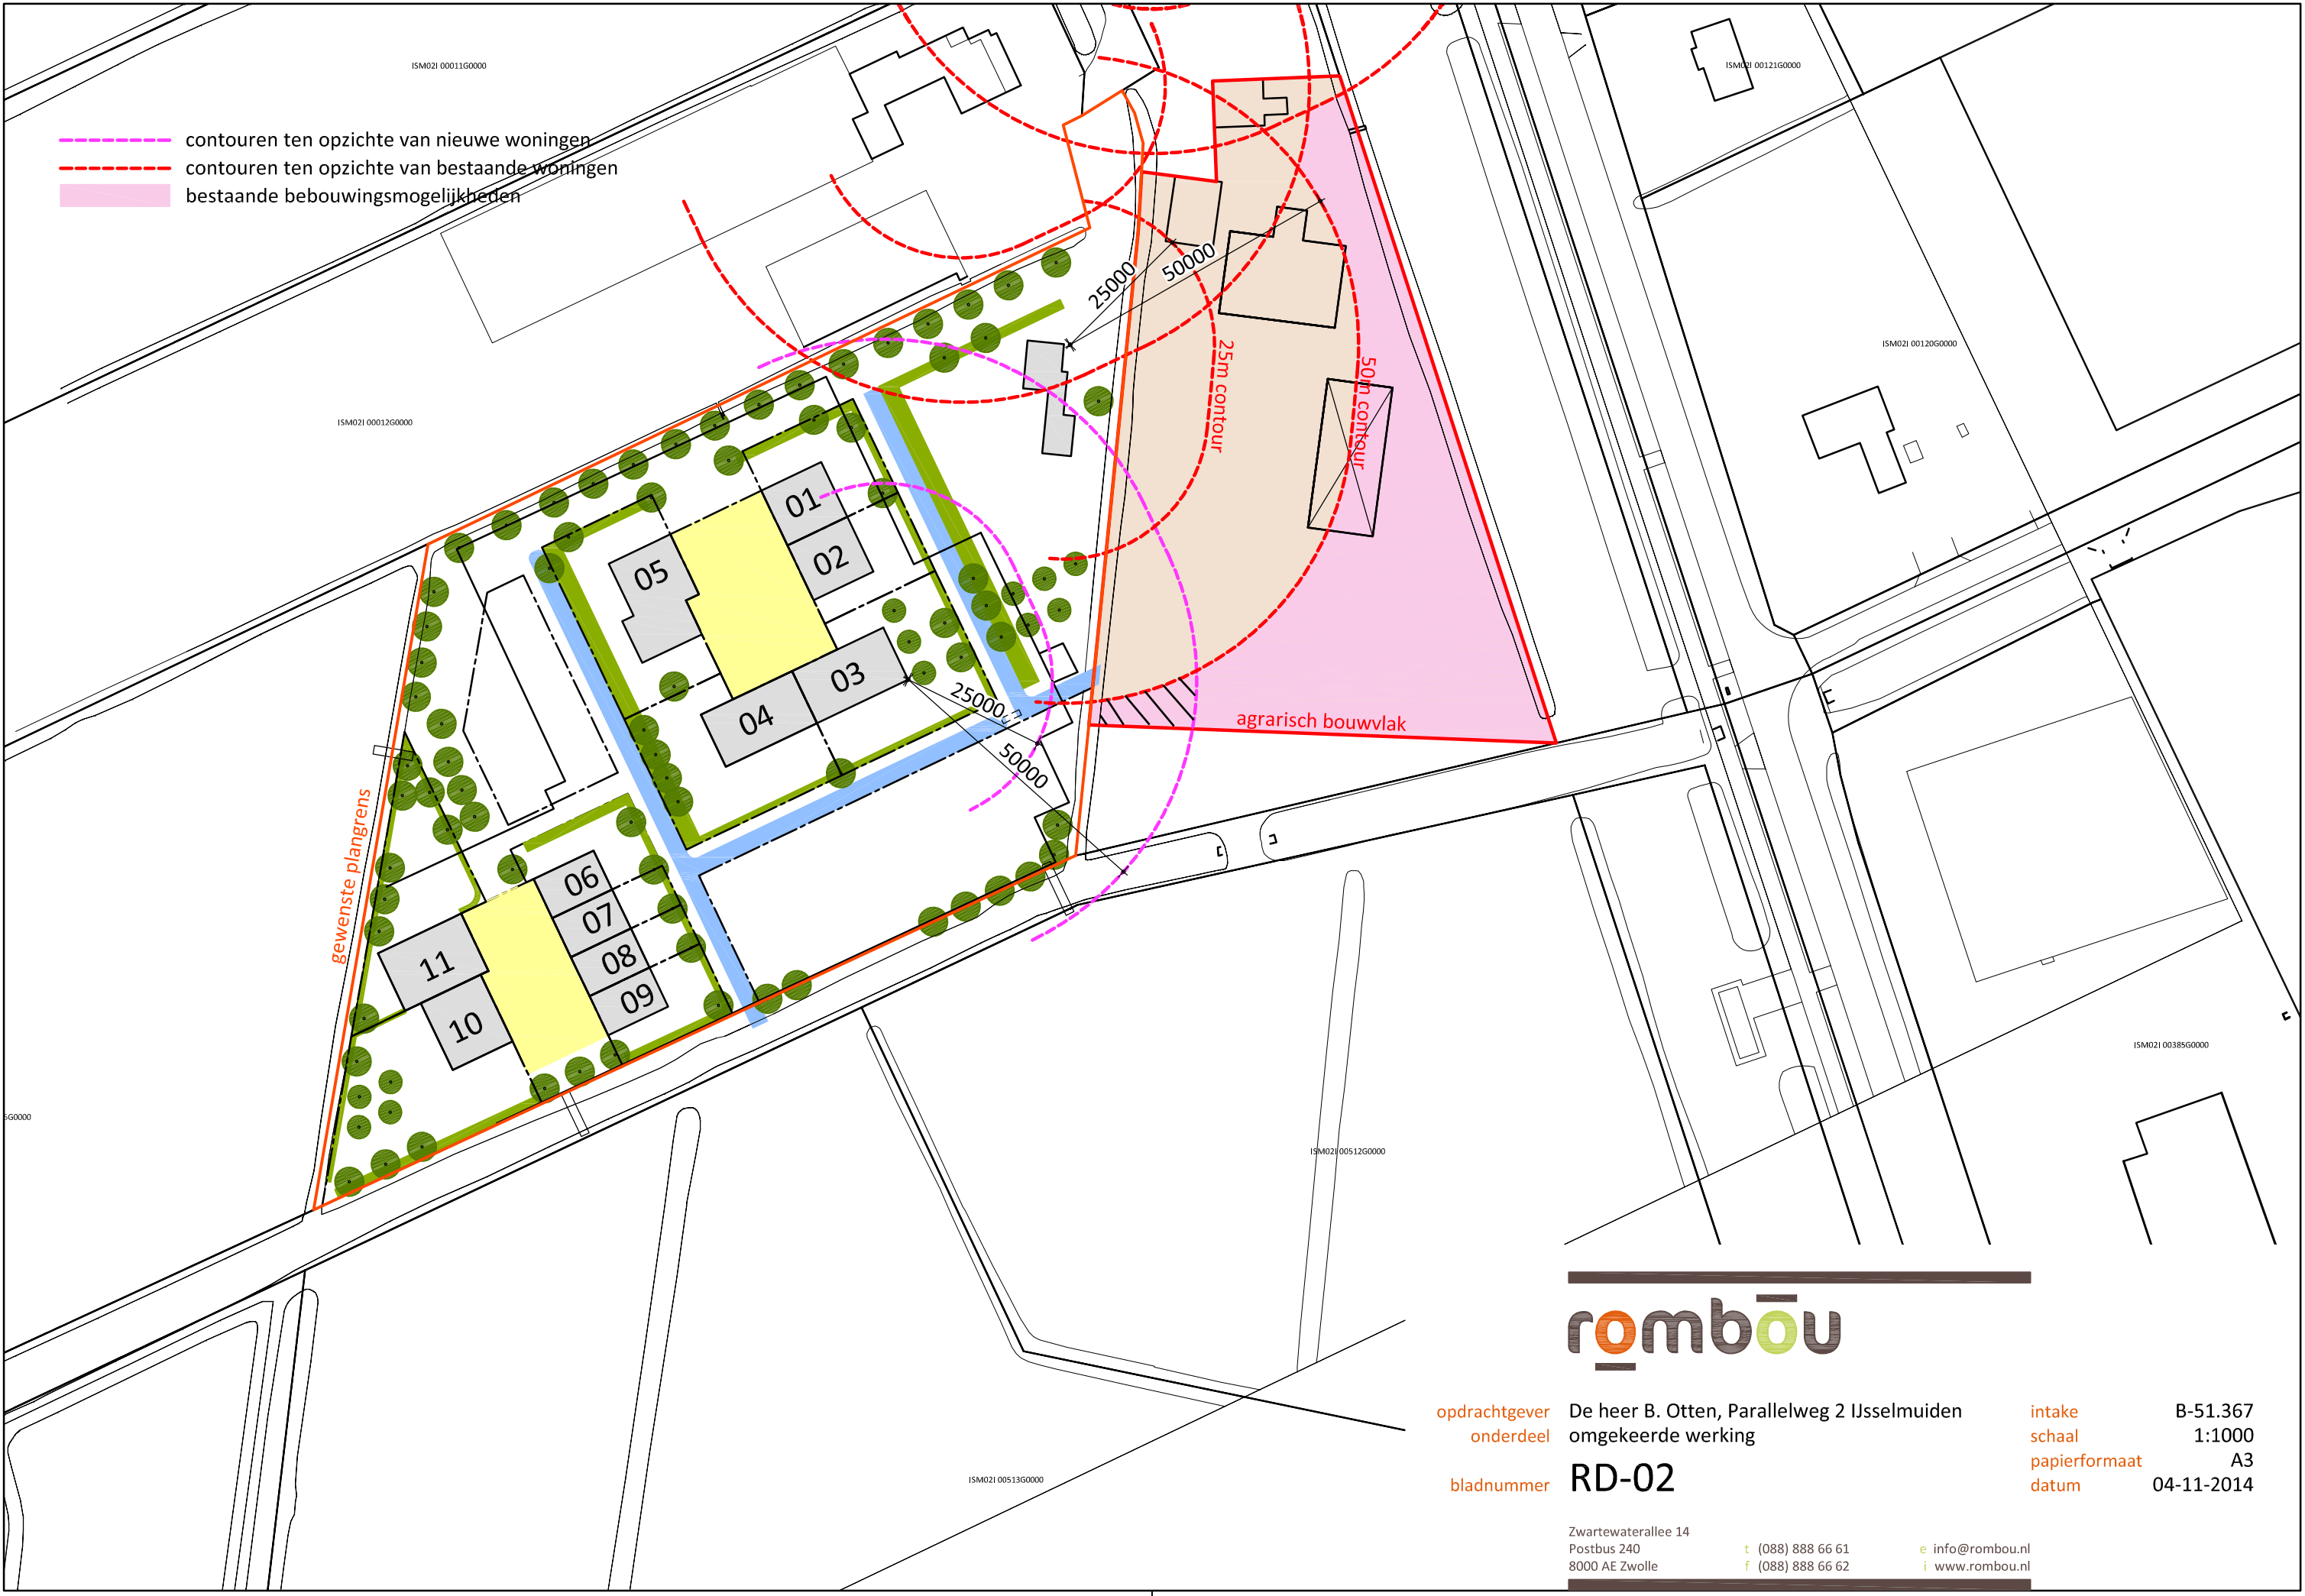 ISM02I 00011G0000
ISM02I 00121G0000
contouren ten opzichte van nieuwe woningen
contouren ten opzichte van bestaande woningen
bestaande bebouwingsmogelijkheden
25000
50000
25m contour
50m contour
ISM02I 00120G0000
ISM02I 00012G0000
01
02
05
03
04
25000
50000
agrarisch bouwvlak
gewenste plangrens
06
07
08
09
11
10
ISM02I 00385G0000
5G0000
ISM02I 00512G0000
ISM02I 00513G0000
rombou
opdrachtgever De heer B. Otten, Parallelweg 2 IJsselmuiden intake B-51.367
onderdeel omgekeerde werking schaal 1:1000
papierformaat A3
bladnummer RD-02 datum 04-11-2014
Zwartewaterallee 14
Postbus 240 t (088) 888 66 61 e info@rombou.nl
8000 AE Zwolle f (088) 888 66 62 i www.rombou.nl